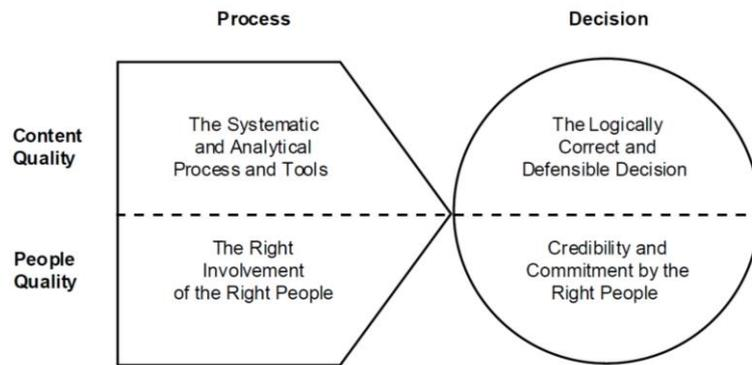 Process
Decision
Content
Quality
The Systematic
and Analytical
Process and Tools
The Logically
Correct and
Defensible Decision
People
Quality
The Right
Involvement
of the Right People
Credibility and
Commitment by the
Right People